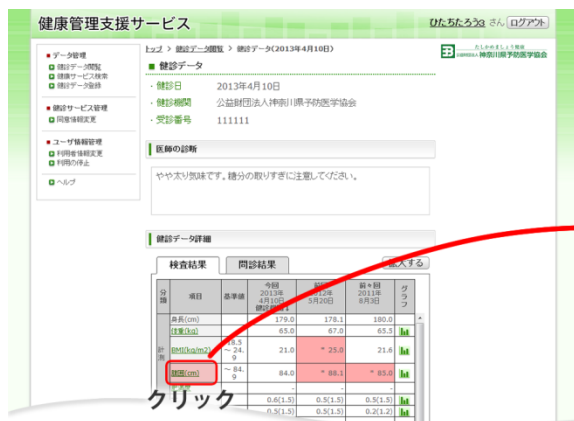 健康管理支援サービス
ひた ちたろう3 さん ログアウト
データ管理
健診データ閲覧
健康サービス検索
健診データ登録
健診サービス管理
同意情報変更
ユーザ情報管理
利用者情報変更
利用の停止
ヘルプ
トップ > 健診データ閲覧 > 健診データ(2013年4月10日)
神奈川県予防医学協会
健診データ
・健診日 2013年4月10日
・健診機関 公益財団法人神奈川県予防医学協会
・受診番号 111111
医師の診断
やや太り気味です。糖分の取りすぎに注意してください。
健診データ詳細
検査結果 問診結果 入する
分類 項目 基準値 今回 2013年 4月10日 012年 5月20日 前々回 2011年 8月3日 グラフ
計測
身長(cm) 179.0 178.1 180.0
体重(kg) 65.0 67.0 65.5
BMI(kg/m2) 18.5 ~ 24.9 21.0 * 25.0 21.6
腹囲(cm) ~ 84.9 84.0 * 88.1 * 85.0
- - -
0.6(1.5) 0.5(1.5) 0.5(1.5)
0.5(1.5) 0.5(1.5) 0.2(1.2)
クリック